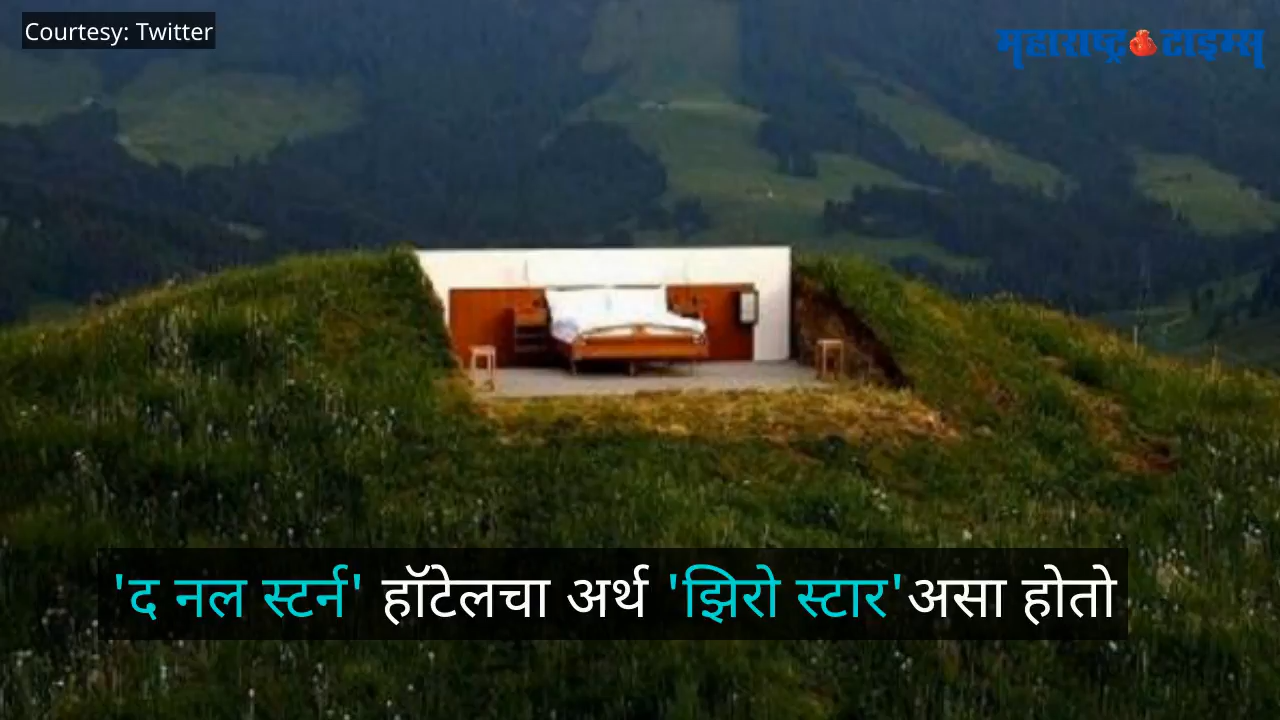 Courtesy: Twitter
महाराष्ट्र टाइम्स्
'द नल स्टर्न' हॉटेलचा अर्थ 'झिरो स्टार'असा होतो